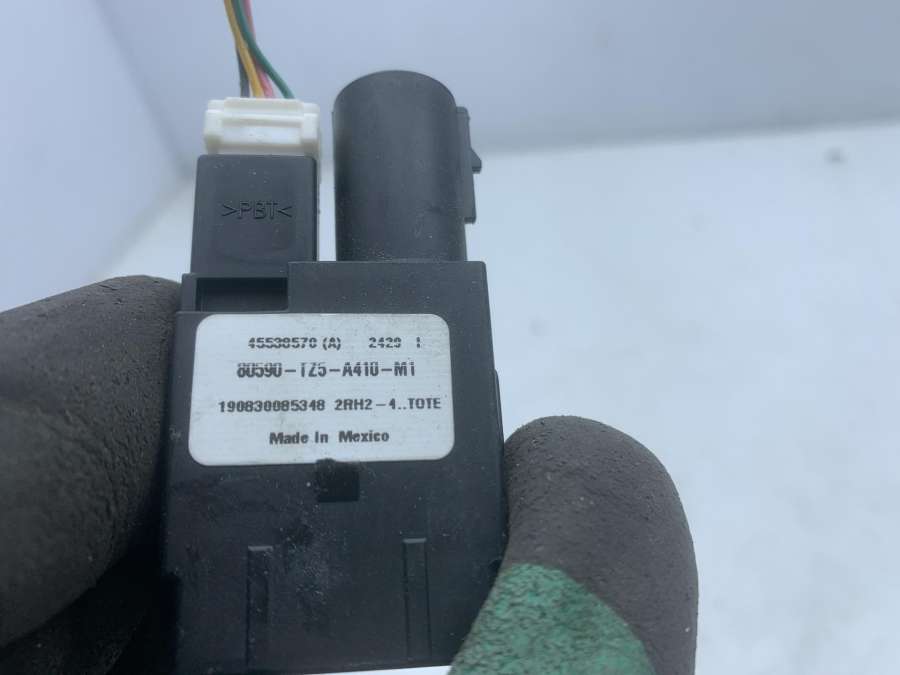 >PBT<
45538570 (A) 2429 1
80590-TZ5-A410-M1
190830085348 2RH2-4..TOTE
Made In Mexico